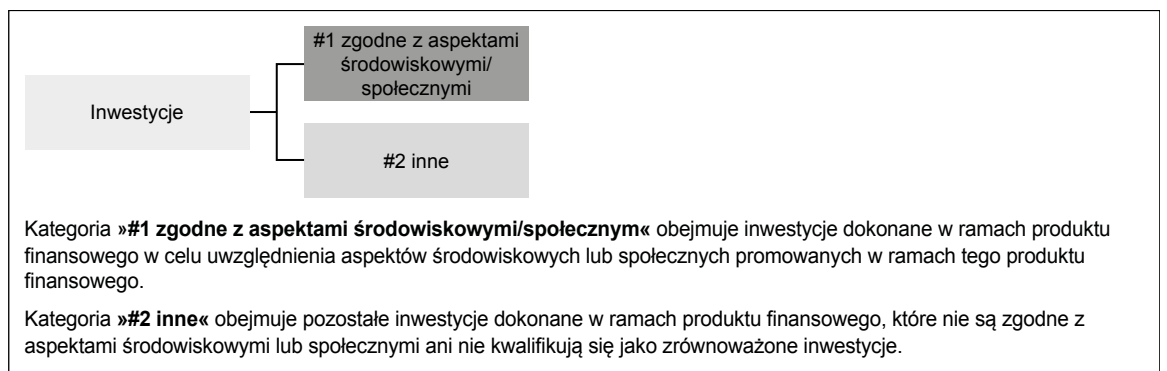 #1 zgodne z aspektami
środowiskowymi/
społecznymi
Inwestycje
#2 inne
Kategoria »#1 zgodne z aspektami środowiskowymi/społecznym« obejmuje inwestycje dokonane w ramach produktu
finansowego w celu uwzględnienia aspektów środowiskowych lub społecznych promowanych w ramach tego produktu
finansowego.
Kategoria »#2 inne« obejmuje pozostałe inwestycje dokonane w ramach produktu finansowego, które nie są zgodne z
aspektami środowiskowymi lub społecznymi ani nie kwalifikują się jako zrównoważone inwestycje.